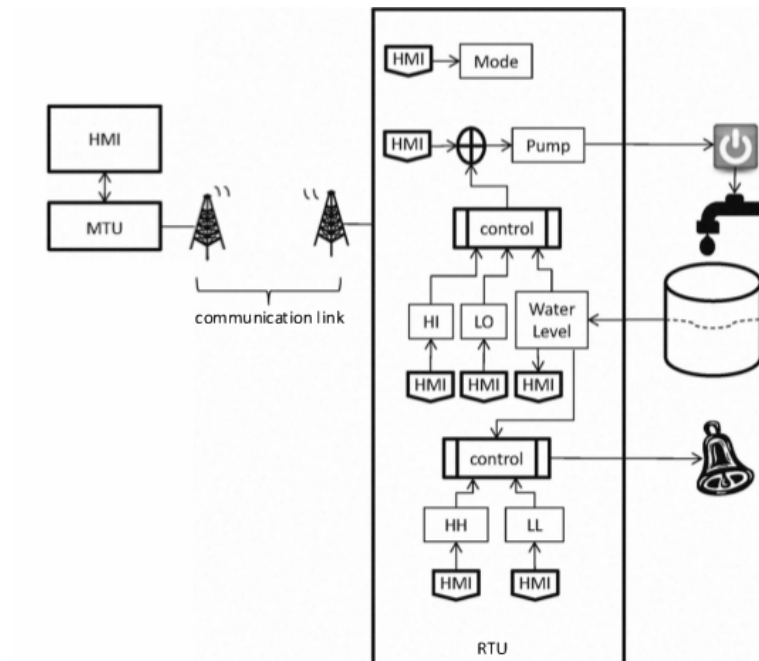 HMI
Mode
HMI
HMI
Pump
MTU
control
communication link
HI
LO
Water
Level
HMI
HMI
HMI
control
HH
LL
HMI
HMI
RTU